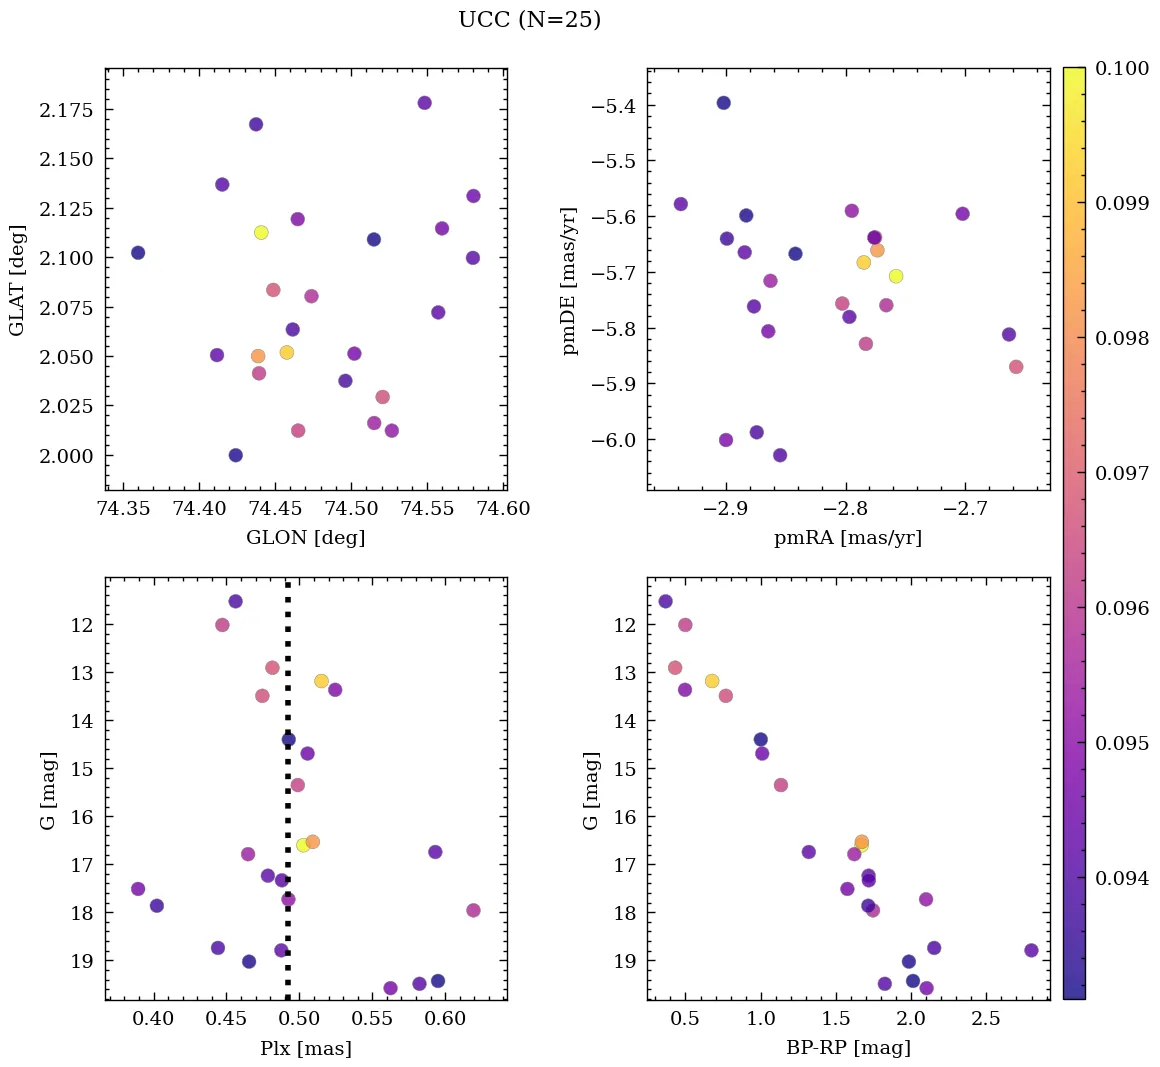 UCC (N=25)
2.175
2.150
2.125
2.100
2.075
2.050
2.025
2.000
GLAT [deg]
74.35 74.40 74.45 74.50 74.55 74.60
GLON [deg]
−5.4
−5.5
−5.6
−5.7
−5.8
−5.9
−6.0
pmDE [mas/yr]
−2.9 −2.8 −2.7
pmRA [mas/yr]
0.100
0.099
0.098
0.097
0.096
0.095
0.094
12
13
14
15
16
17
18
19
G [mag]
0.40 0.45 0.50 0.55 0.60
Plx [mas]
12
13
14
15
16
17
18
19
G [mag]
0.5 1.0 1.5 2.0 2.5
BP-RP [mag]